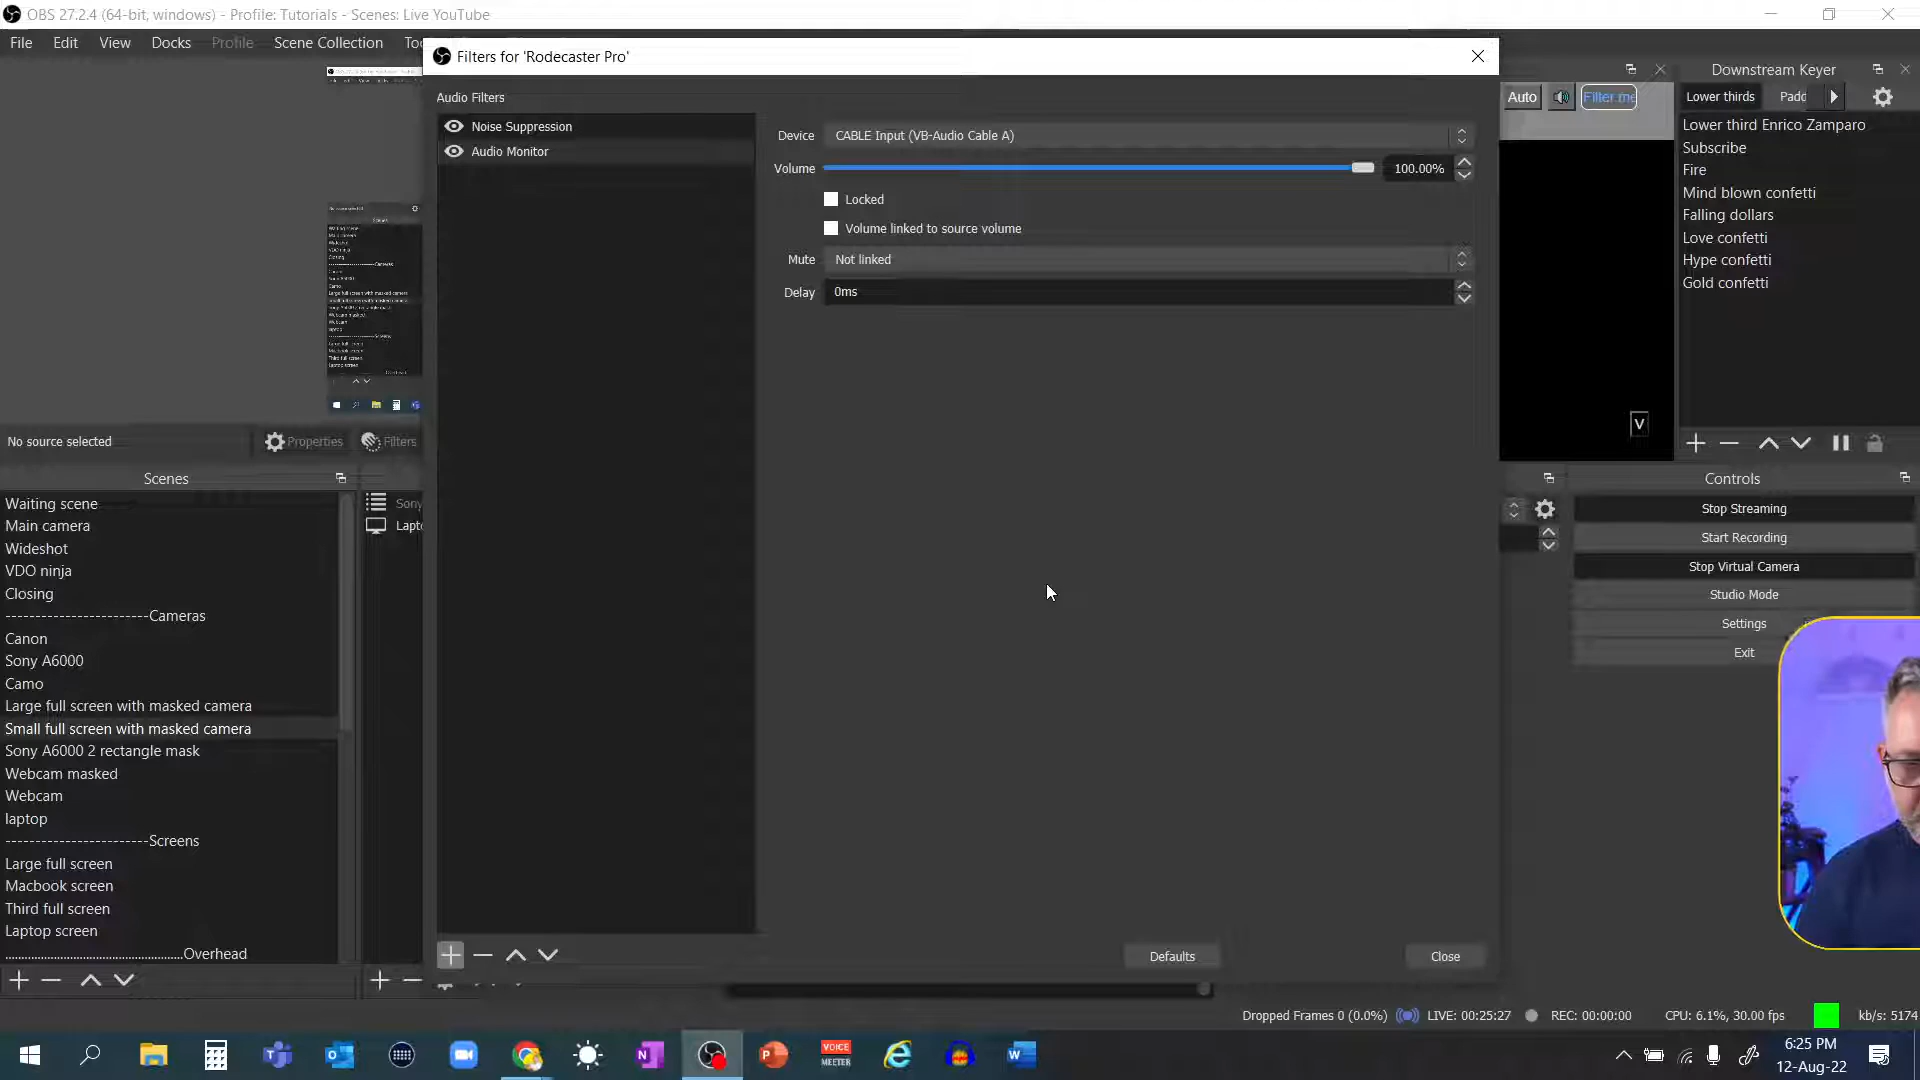 OBS 27.2.4 (64-bit, windows) - Profile: Tutorials - Scenes: Live YouTube
File Edit View Docks Profile Scene Collection
Filters for 'Rodecaster Pro'
Audio Filters
Noise Suppression
Audio Monitor
Device CABLE Input (VB-Audio Cable A)
Volume 100.00%
Locked
Volume linked to source volume
Mute Not linked
Delay 0ms
Defaults Close
Auto
Downstream Keyer
Lower thirds
Lower third Enrico Zamparo
Subscribe
Fire
Mind blown confetti
Falling dollars
Love confetti
Hype confetti
Gold confetti
V
No source selected Properties Filters
Scenes
Waiting scene
Main camera
Wideshot
VDO ninja
Closing
------------------------Cameras
Canon
Sony A6000
Camo
Large full screen with masked camera
Small full screen with masked camera
Sony A6000 2 rectangle mask
Webcam masked
Webcam
laptop
------------------------Screens
Large full screen
Macbook screen
Third full screen
Laptop screen
......................................................Overhead
Sony
Controls
Stop Streaming
Start Recording
Stop Virtual Camera
Studio Mode
Settings
Exit
Dropped Frames 0 (0.0%) LIVE: 00:25:27 REC: 00:00:00 CPU: 6.1%, 30.00 fps kb/s: 5174
VOICE
MEETER
6:25 PM
12-Aug-22